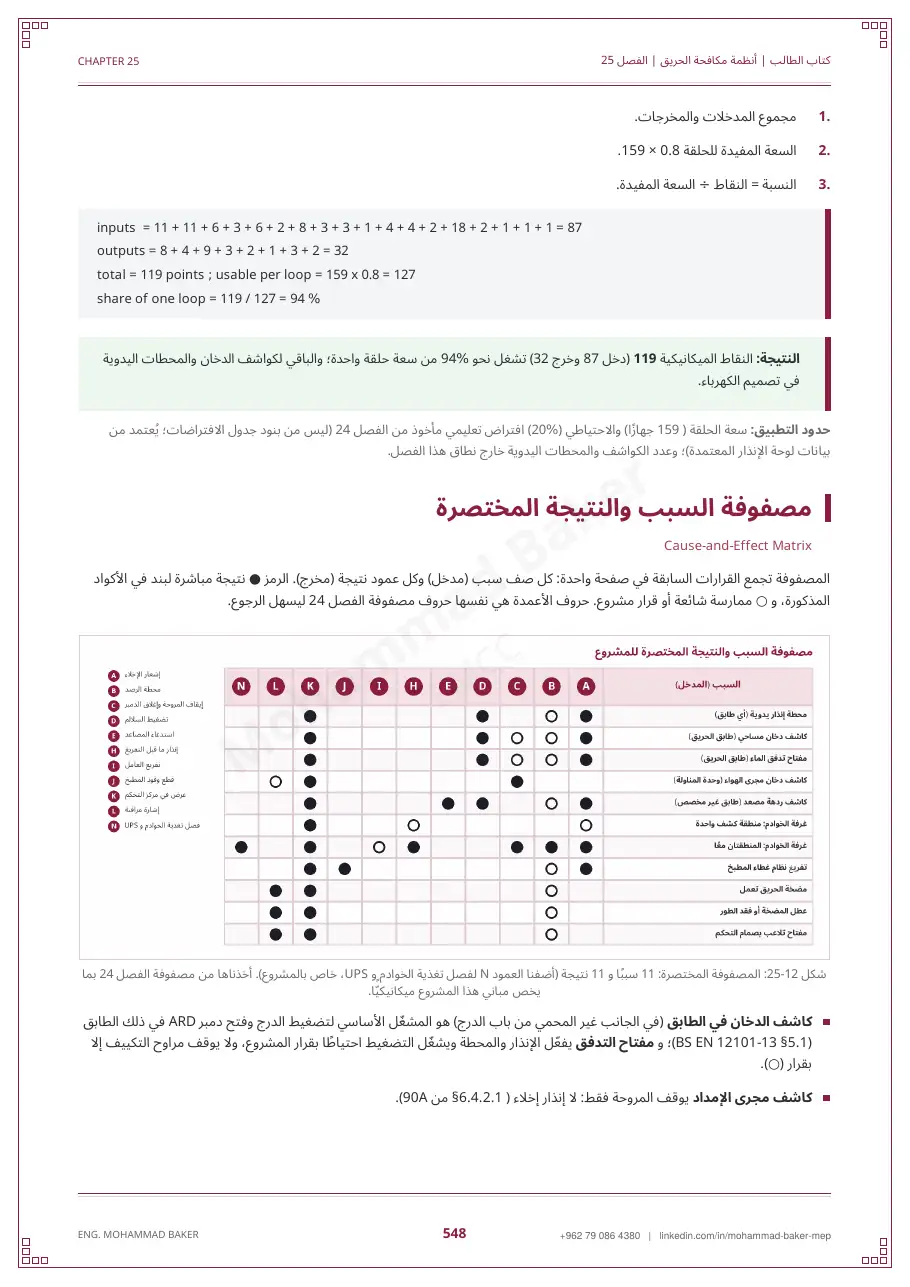 كتاب الطالب | أنظمة مكافحة الحريق | الفصل 25
CHAPTER 25
1. مجموع المدخلات والمخرجات.
2. السعة المفيدة للحلقة 0.8 × 159.
3. النسبة = النقاط ÷ السعة المفيدة.
inputs = 11 + 11 + 6 + 3 + 6 + 2 + 8 + 3 + 3 + 1 + 4 + 4 + 2 + 18 + 2 + 1 + 1 + 1 = 87
outputs = 8 + 4 + 9 + 3 + 2 + 1 + 3 + 2 = 32
total = 119 points ; usable per loop = 159 x 0.8 = 127
share of one loop = 119 / 127 = 94 %
النتيجة: النقاط الميكانيكية 119 (دخل 87 وخرج 32) تشغل نحو 94% من سعة حلقة واحدة؛ والباقي لكواشف الدخان والمحطات اليدوية
في تصميم الكهرباء.
حدود التطبيق: سعة الحلقة ( 159 جهازًا) والاحتياطي (20%) افتراض تعليمي مأخوذ من الفصل 24 (ليس من بنود جدول الافتراضات؛ يُعتمد من
بيانات لوحة الإنذار المعتمدة)؛ وعدد الكواشف والمحطات اليدوية خارج نطاق هذا الفصل.
مصفوفة السبب والنتيجة المختصرة
Cause-and-Effect Matrix
المصفوفة تجمع القرارات السابقة في صفحة واحدة: كل صف سبب (مدخل) وكل عمود نتيجة (مخرج). الرمز ● نتيجة مباشرة لبند في الأكواد
المذكورة، و ○ ممارسة شائعة أو قرار مشروع. حروف الأعمدة هي نفسها حروف مصفوفة الفصل 24 ليسهل الرجوع.
مصفوفة السبب والنتيجة المختصرة للمشروع
السبب (المدخل) A B C D E H I J K L N
محطة إنذار يدوية (أي طابق)
كاشف دخان مساحي (طابق الحريق)
مفتاح تدفق الماء (طابق الحريق)
كاشف دخان مجرى الهواء (وحدة المناولة)
كاشف ردهة مصعد (طابق غير مخصص)
غرفة الخوادم: منطقة كشف واحدة
غرفة الخوادم: المنطقتان معًا
تفريغ نظام غطاء المطبخ
مضخة الحريق تعمل
عطل المضخة أو فقد الطور
مفتاح تلاعب بصمام التحكم
A إشعار الإخلاء
B محطة الرصد
C إيقاف المروحة وإغلاق الدمبر
D تضغيط السلالم
E استدعاء المصاعد
H إنذار ما قبل التفريغ
I تفريغ العامل
J قطع وقود المطبخ
K عرض في مركز التحكم
L إشارة مراقبة
N فصل تغذية الخوادم و UPS
شكل 12-25: المصفوفة المختصرة: 11 سببًا و 11 نتيجة (أضفنا العمود N لفصل تغذية الخوادم و UPS، خاص بالمشروع). أخذناها من مصفوفة الفصل 24 بما
يخص مباني هذا المشروع ميكانيكيًا.
كاشف الدخان في الطابق (في الجانب غير المحمي من باب الدرج) هو المشغّل الأساسي لتضغيط الدرج وفتح دمبر ARD في ذلك الطابق
(BS EN 12101-13 §5.1)؛ و مفتاح التدفق يفعّل الإنذار والمحطة ويشغّل التضغيط احتياطًا بقرار المشروع، ولا يوقف مراوح التكييف إلا
بقرار (○).
كاشف مجرى الإمداد يوقف المروحة فقط: لا إنذار إخلاء ( §6.4.2.1 من 90A).
Mohammad Baker
ENG. MOHAMMAD BAKER
548
+962 79 086 4380 | linkedin.com/in/mohammad-baker-mep